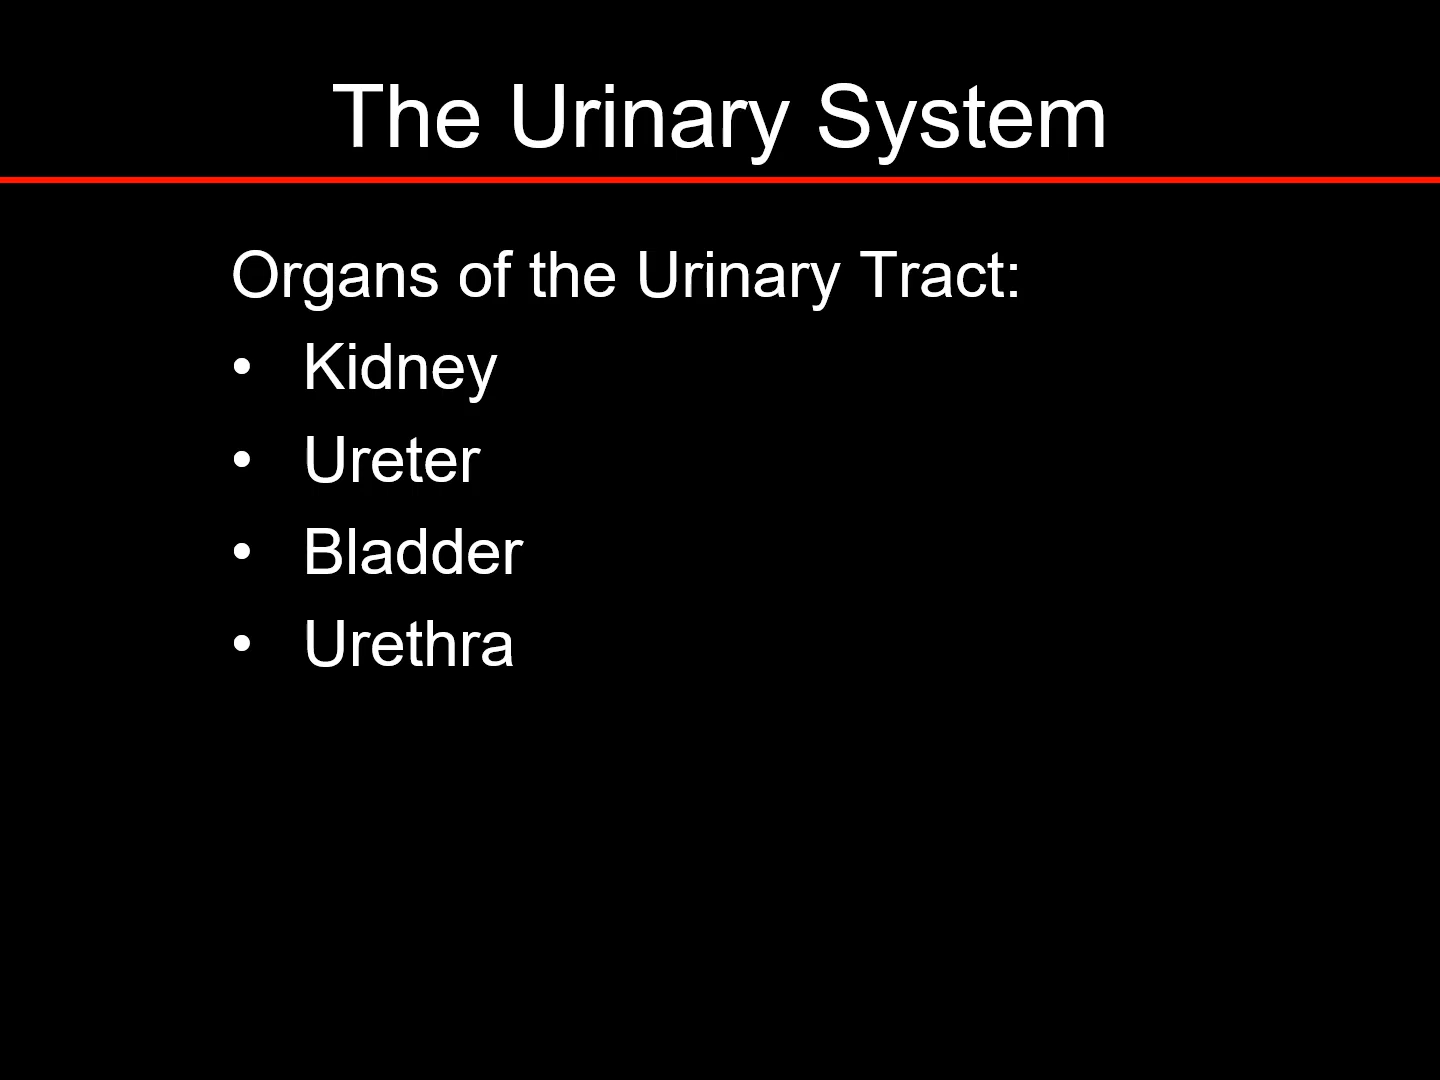 The Urinary System
Organs of the Urinary Tract:
• Kidney
• Ureter
• Bladder
• Urethra